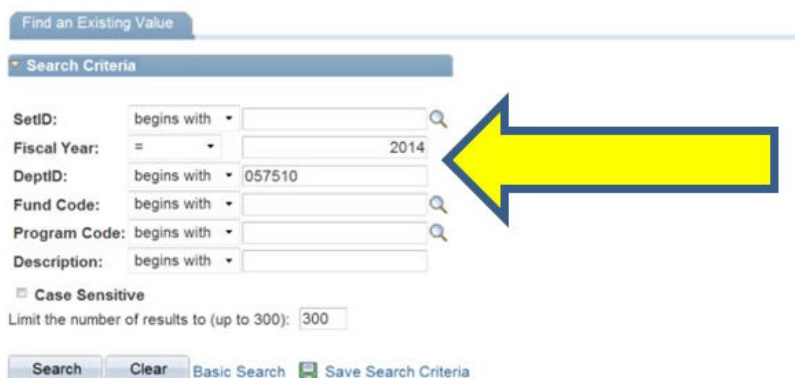 Find an Existing Value
Search Criteria
SetID: begins with
Fiscal Year: = 2014
DeptID: begins with 057510
Fund Code: begins with
Program Code: begins with
Description: begins with
Case Sensitive
Limit the number of results to (up to 300): 300
Search Clear Basic Search Save Search Criteria